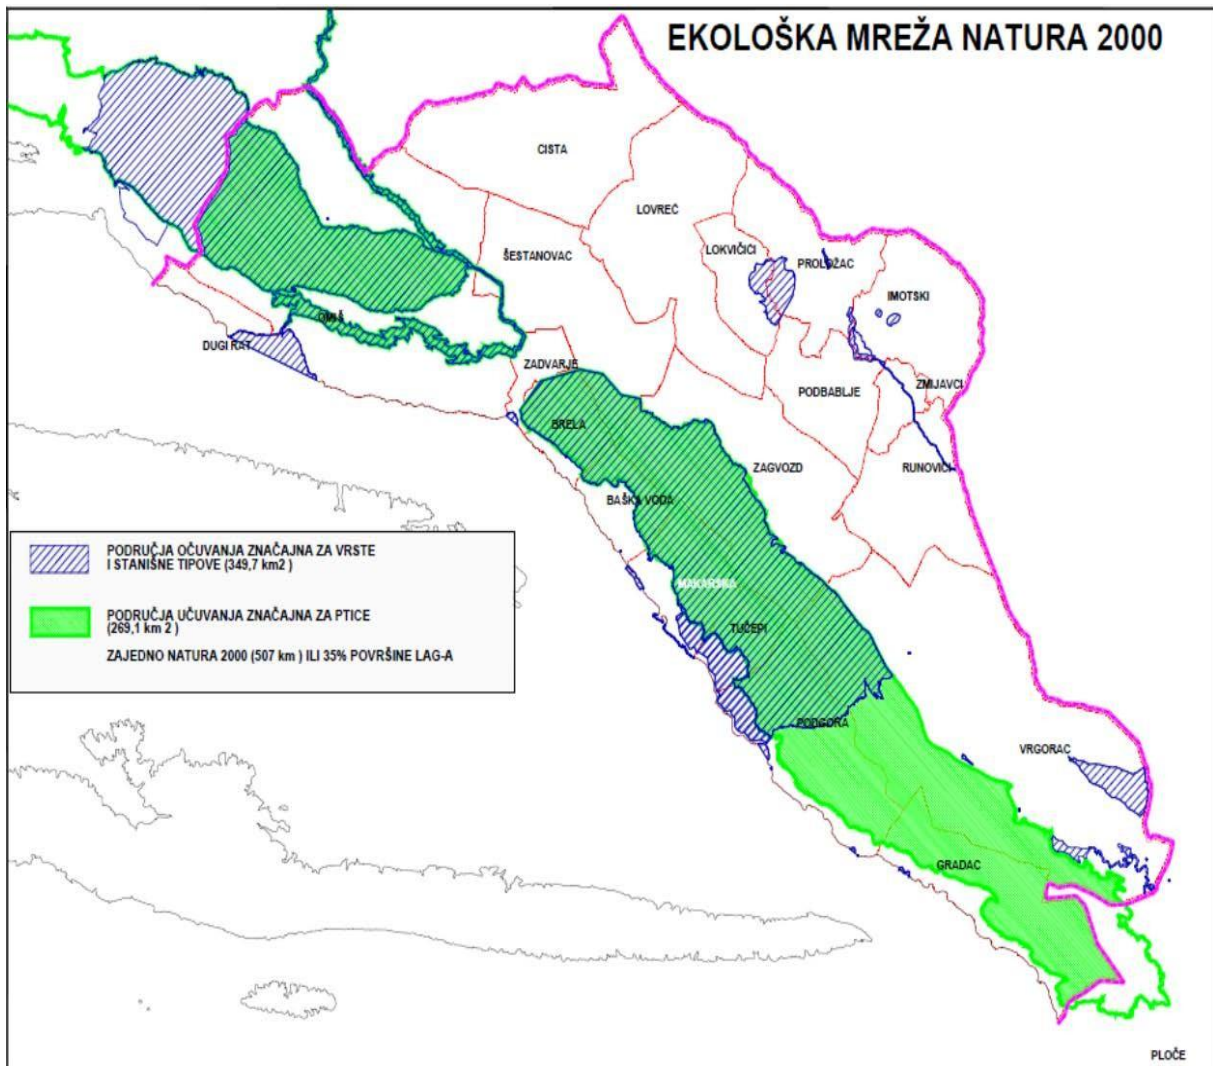 EKOLOŠKA MREŽA NATURA 2000
CISTA
LOVREĆ
LOKVIČIĆI
PROLOŽAC
ŠESTANOVAC
IMOTSKI
OMIŠ
DUGI RAT
ZADVARJE
PODBABLJE
ZMIJAVCI
BRELA
ZAGVOZD
RUNOVIĆI
BAŠKA VODA
PODRUČJA OČUVANJA ZNAČAJNA ZA VRSTE
I STANIŠNE TIPOVE (349,7 km2 )
MAKARSKA
PODRUČJA UČUVANJA ZNAČAJNA ZA PTICE
(269,1 km 2 )
TUČEPI
ZAJEDNO NATURA 2000 (507 km ) ILI 35% POVRŠINE LAG-A
PODGORA
VRGORAC
GRADAC
PLOČE